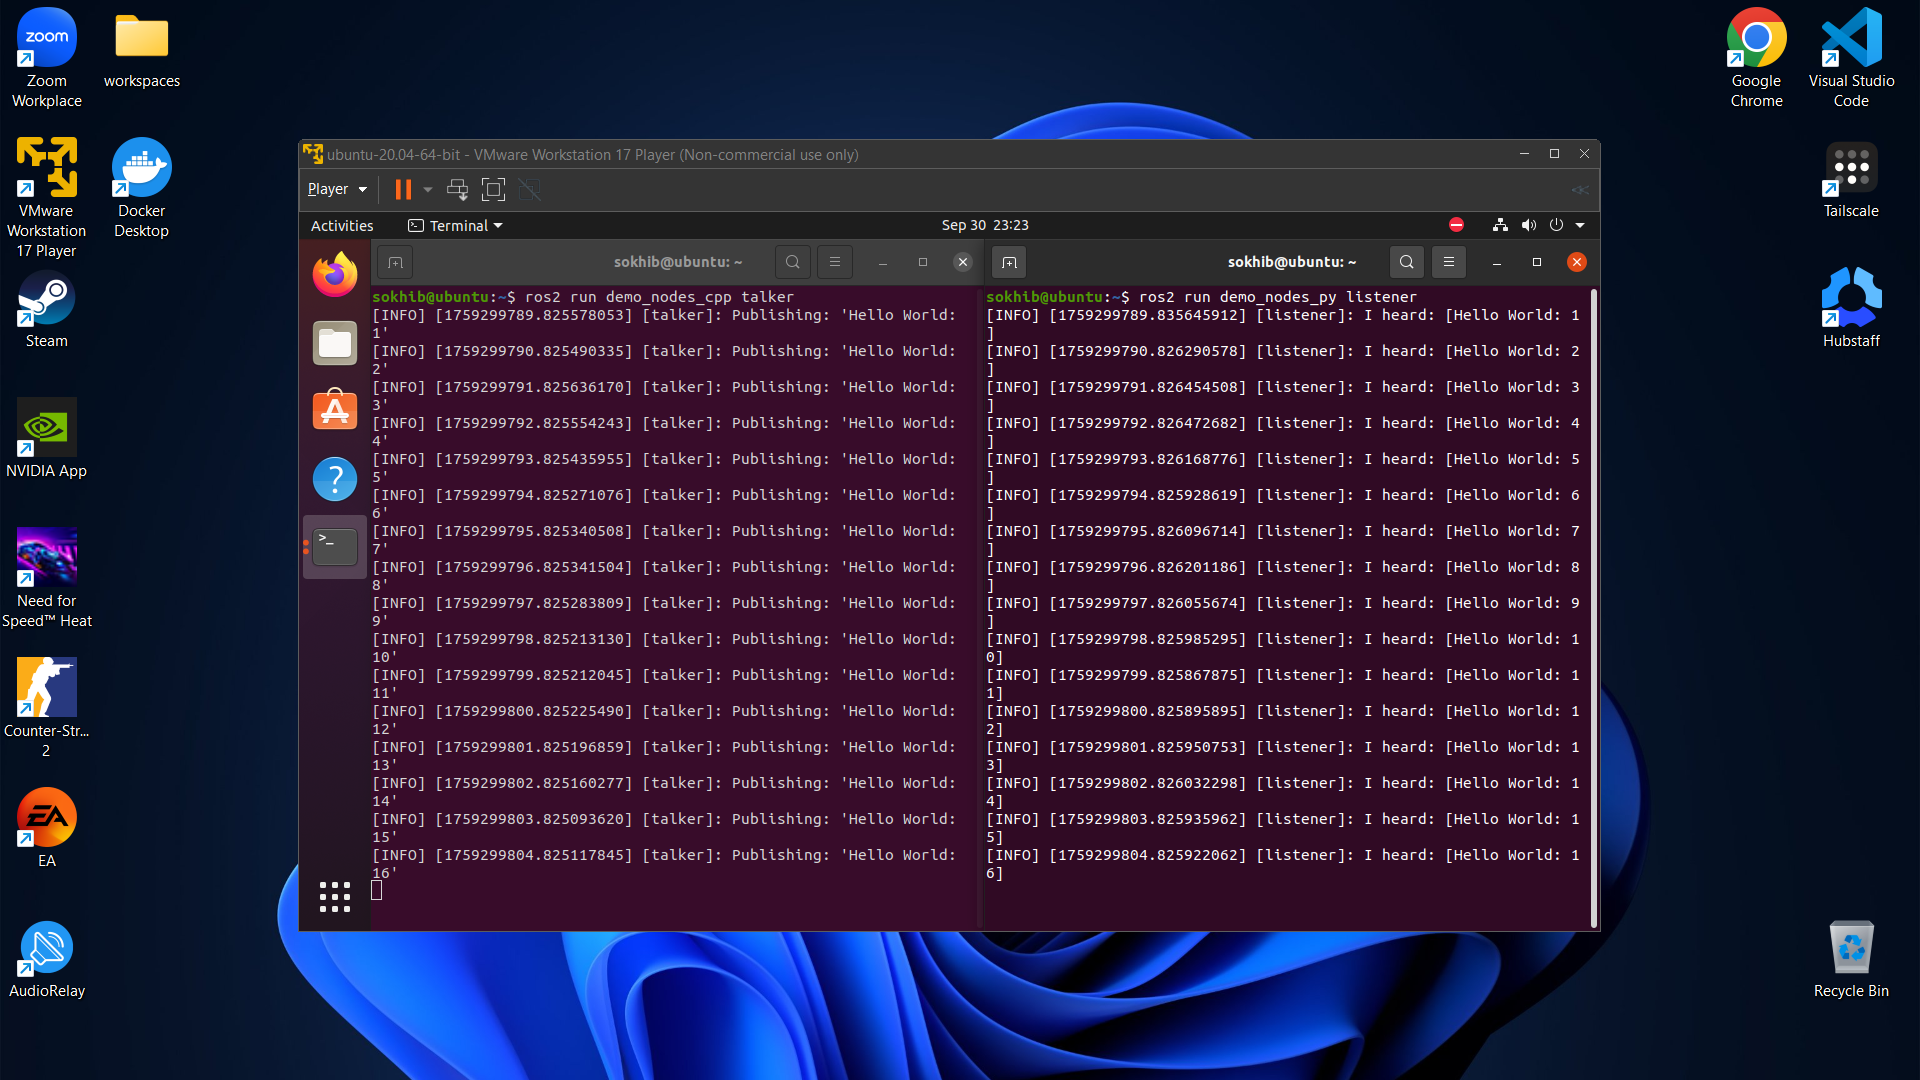 zoom
Zoom
Workplace
workspaces
VMware
Workstation
17 Player
Docker
Desktop
Steam
NVIDIA App
Need for
Speed™ Heat
Counter-Str...
2
EA
EA
AudioRelay
ubuntu-20.04-64-bit - VMware Workstation 17 Player (Non-commercial use only)
Player
Activities
Terminal
Sep 30 23:23
sokhib@ubuntu: ~
sokhib@ubuntu:~$ ros2 run demo_nodes_cpp talker
[INFO] [1759299789.825578053] [talker]: Publishing: 'Hello World:
1'
[INFO] [1759299790.825490335] [talker]: Publishing: 'Hello World:
2'
[INFO] [1759299791.825636170] [talker]: Publishing: 'Hello World:
3'
[INFO] [1759299792.825554243] [talker]: Publishing: 'Hello World:
4'
[INFO] [1759299793.825435955] [talker]: Publishing: 'Hello World:
5'
[INFO] [1759299794.825271076] [talker]: Publishing: 'Hello World:
6'
[INFO] [1759299795.825340508] [talker]: Publishing: 'Hello World:
7'
[INFO] [1759299796.825341504] [talker]: Publishing: 'Hello World:
8'
[INFO] [1759299797.825283809] [talker]: Publishing: 'Hello World:
9'
[INFO] [1759299798.825213130] [talker]: Publishing: 'Hello World:
10'
[INFO] [1759299799.825212045] [talker]: Publishing: 'Hello World:
11'
[INFO] [1759299800.825225490] [talker]: Publishing: 'Hello World:
12'
[INFO] [1759299801.825196859] [talker]: Publishing: 'Hello World:
13'
[INFO] [1759299802.825160277] [talker]: Publishing: 'Hello World:
14'
[INFO] [1759299803.825093620] [talker]: Publishing: 'Hello World:
15'
[INFO] [1759299804.825117845] [talker]: Publishing: 'Hello World:
16'
sokhib@ubuntu: ~
sokhib@ubuntu:~$ ros2 run demo_nodes_py listener
[INFO] [1759299789.835645912] [listener]: I heard: [Hello World: 1
]
[INFO] [1759299790.826290578] [listener]: I heard: [Hello World: 2
]
[INFO] [1759299791.826454508] [listener]: I heard: [Hello World: 3
]
[INFO] [1759299792.826472682] [listener]: I heard: [Hello World: 4
]
[INFO] [1759299793.826168776] [listener]: I heard: [Hello World: 5
]
[INFO] [1759299794.825928619] [listener]: I heard: [Hello World: 6
]
[INFO] [1759299795.826096714] [listener]: I heard: [Hello World: 7
]
[INFO] [1759299796.826201186] [listener]: I heard: [Hello World: 8
]
[INFO] [1759299797.826055674] [listener]: I heard: [Hello World: 9
]
[INFO] [1759299798.825985295] [listener]: I heard: [Hello World: 1
0]
[INFO] [1759299799.825867875] [listener]: I heard: [Hello World: 1
1]
[INFO] [1759299800.825895895] [listener]: I heard: [Hello World: 1
2]
[INFO] [1759299801.825950753] [listener]: I heard: [Hello World: 1
3]
[INFO] [1759299802.826032298] [listener]: I heard: [Hello World: 1
4]
[INFO] [1759299803.825935962] [listener]: I heard: [Hello World: 1
5]
[INFO] [1759299804.825922062] [listener]: I heard: [Hello World: 1
6]
Google
Chrome
Visual Studio
Code
Tailscale
Hubstaff
Recycle Bin